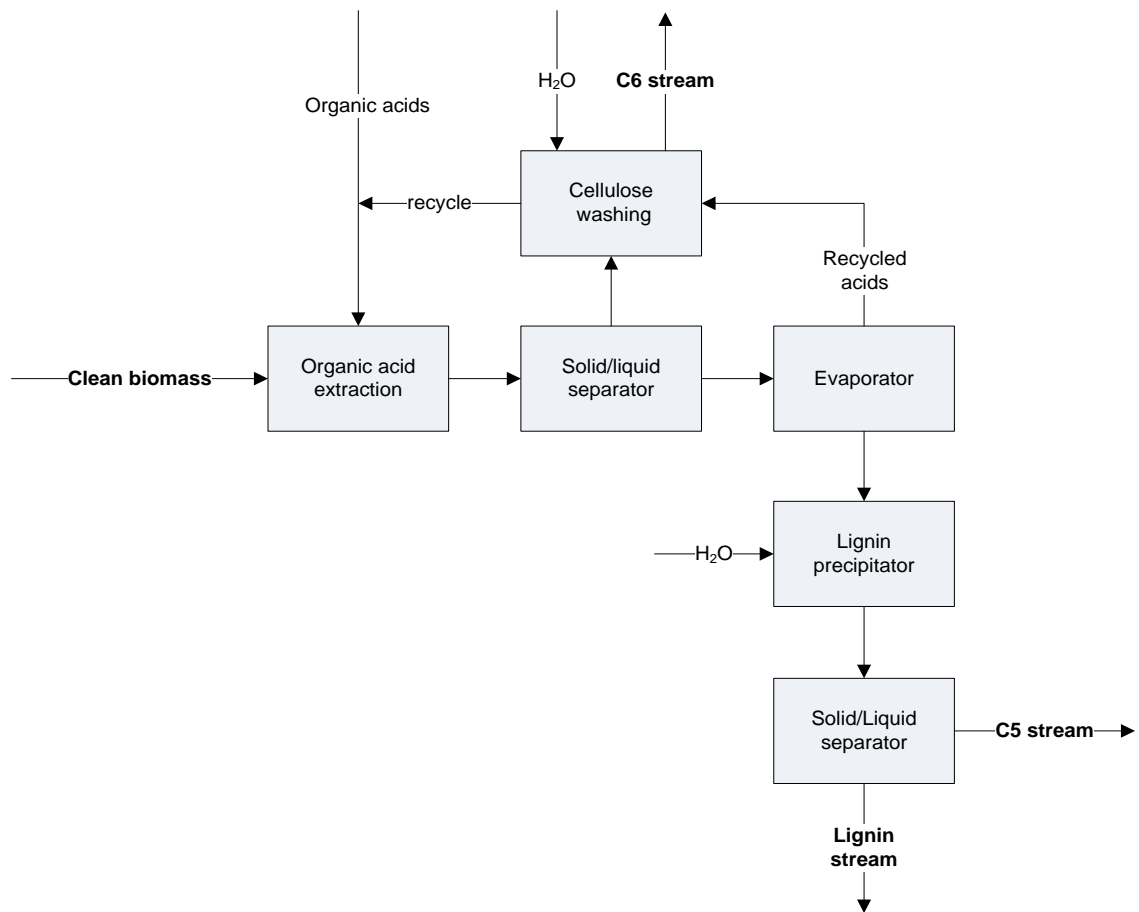 H₂O
C6 stream
Organic acids
Cellulose
washing
recycle
Recycled
acids
Clean biomass
Organic acid
extraction
Solid/liquid
separator
Evaporator
H₂O
Lignin
precipitator
Solid/Liquid
separator
C5 stream
Lignin
stream